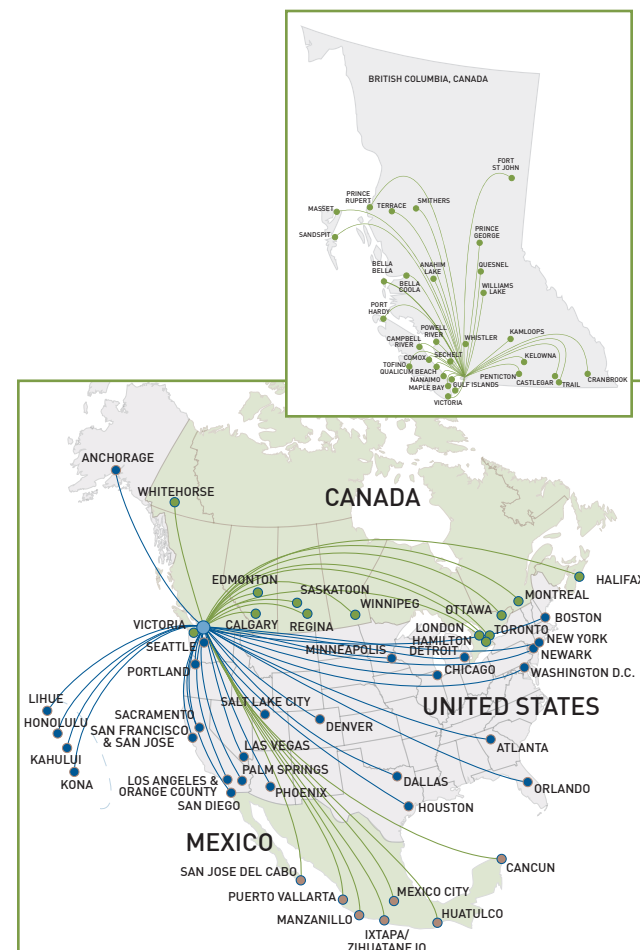 BRITISH COLUMBIA, CANADA
FORT
ST JOHN
PRINCE
RUPERT
TERRACE
SMITHERS
MASSET
SANDSPIT
PRINCE
GEORGE
BELLA
BELLA
ANAHIM
LAKE
QUESNEL
BELLA
COOLA
WILLIAMS
LAKE
PORT
HARDY
POWELL
RIVER
CAMPBELL
RIVER
WHISTLER
KAMLOOPS
COMOX
SECHELT
KELOWNA
TOFINO
QUALICUM BEACH
NANAIMO
GULF ISLANDS
MAPLE BAY
VICTORIA
PENTICTON
CASTLEGAR
TRAIL
CRANBROOK
ANCHORAGE
WHITEHORSE
CANADA
EDMONTON
SASKATOON
HALIFAX
WINNIPEG
MONTREAL
OTTAWA
VICTORIA
CALGARY
REGINA
BOSTON
LONDON
TORONTO
HAMILTON
NEW YORK
SEATTLE
MINNEAPOLIS
DETROIT
NEWARK
PORTLAND
CHICAGO
WASHINGTON D.C.
LIHUE
SALT LAKE CITY
UNITED STATES
HONOLULU
SACRAMENTO
SAN FRANCISCO
& SAN JOSE
DENVER
KAHULUI
LAS VEGAS
ATLANTA
KONA
PALM SPRINGS
LOS ANGELES &
ORANGE COUNTY
PHOENIX
DALLAS
ORLANDO
SAN DIEGO
HOUSTON
MEXICO
SAN JOSE DEL CABO
CANCUN
PUERTO VALLARTA
MEXICO CITY
MANZANILLO
HUATULCO
IXTAPA/
ZIHUATANEJO